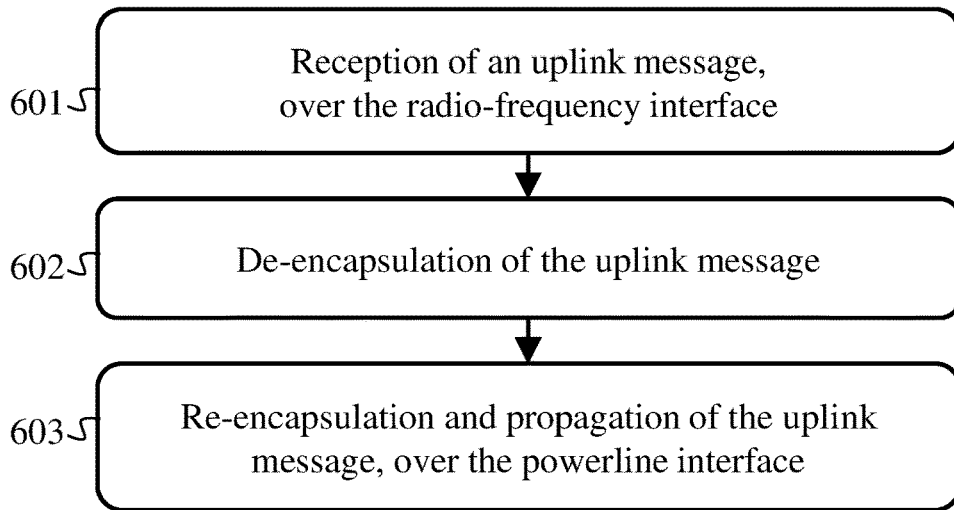 Reception of an uplink message,
601 over the radio-frequency interface
602 De-encapsulation of the uplink message
Re-encapsulation and propagation of the uplink
603 message, over the powerline interface